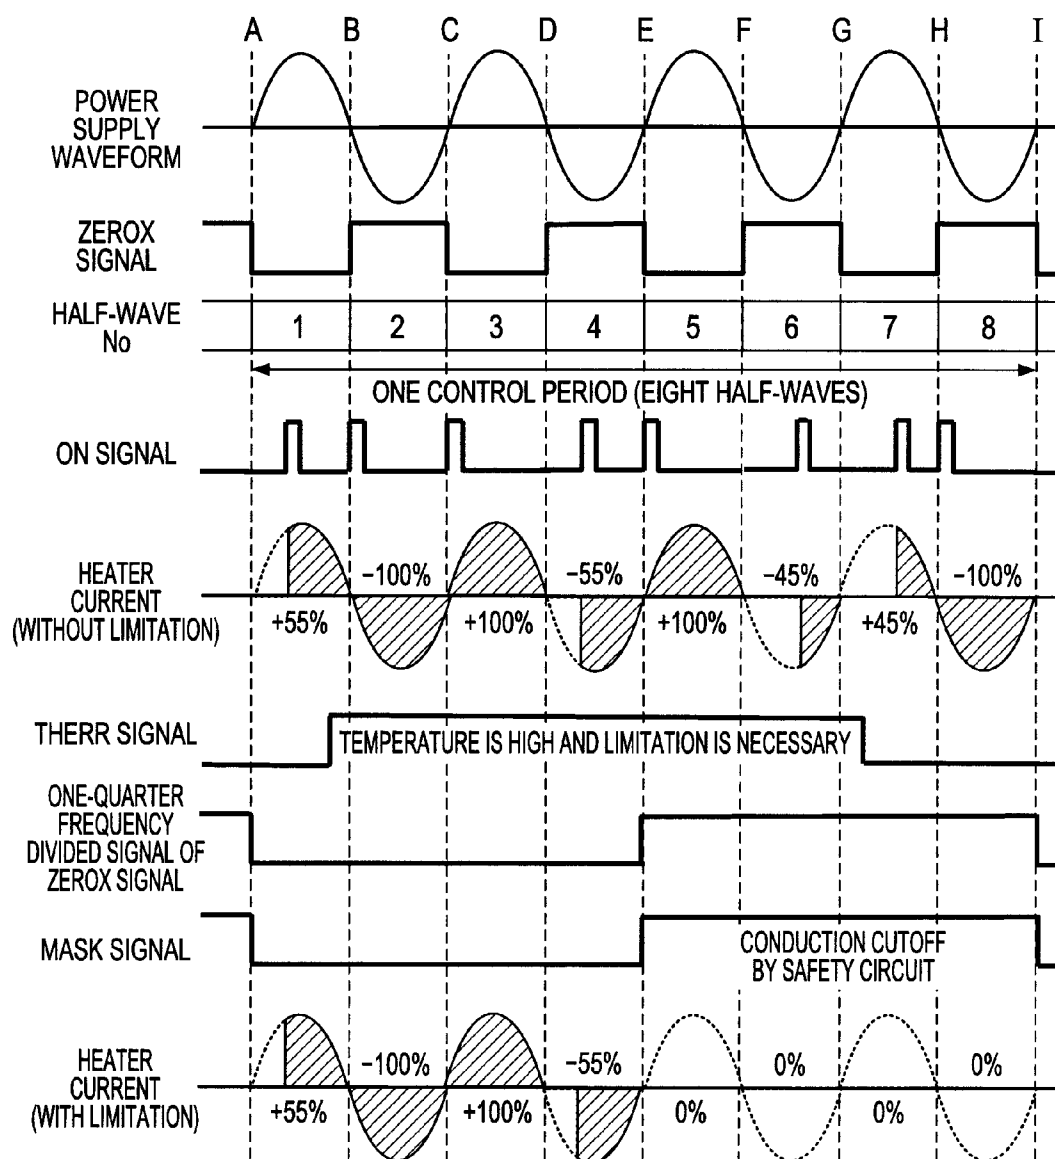 A B C D E F G H I
POWER
SUPPLY
WAVEFORM
ZEROX
SIGNAL
HALF-WAVE
No
1 2 3 4 5 6 7 8
ONE CONTROL PERIOD (EIGHT HALF-WAVES)
ON SIGNAL
HEATER
CURRENT
(WITHOUT LIMITATION)
−100% −55% −45% −100%
+55% +100% +100% +45%
THERR SIGNAL
TEMPERATURE IS HIGH AND LIMITATION IS NECESSARY
ONE-QUARTER
FREQUENCY
DIVIDED SIGNAL OF
ZEROX SIGNAL
MASK SIGNAL
CONDUCTION CUTOFF
BY SAFETY CIRCUIT
HEATER
CURRENT
(WITH LIMITATION)
−100% −55% 0% 0%
+55% +100% 0% 0%